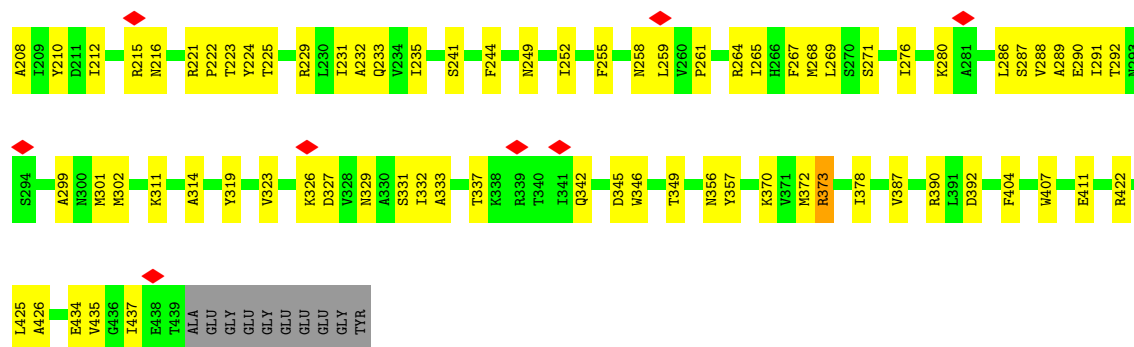 A208 I209 Y210 D211 I212 R215 N216 R221 P222 T223 Y224 T225 R229 L230 I231 A232 Q233 V234 I235 S241 F244 N249 I252 F255 N258 L259 V260 P261 R264 I265 H266 F267 M268 L269 S270 S271 I276 K280 A281 L286 S287 V288 A289 E290 I291 T292 N293
S294 A299 N300 M301 M302 K311 A314 Y319 V323 K326 D327 V328 N329 A330 S331 I332 A333 T337 K338 R339 T340 I341 Q342 D345 W346 T349 N356 Y357 K370 V371 M372 R373 I378 V387 R390 L391 D392 F404 W407 E411 R422
L425 A426 E434 V435 G436 I437 E438 T439 ALA GLU GLY GLU GLY GLU GLU GLU GLY TYR